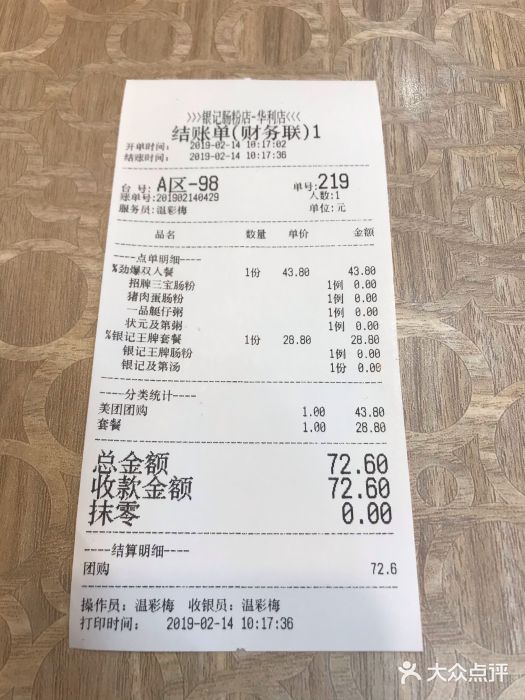 >>>银记肠粉店-华利店<<<
结账单(财务联)1
开单时间: 2019-02-14 10:17:02
结账时间: 2019-02-14 10:17:36
台号: A区-98 单号: 219
账单号:201902140429 人数:1
服务员:温彩梅 单位:元
品名 数量 单价 金额
----点单明细----
%劲爆双人餐 1份 43.80 43.80
招牌三宝肠粉 1例 0.00
猪肉蛋肠粉 1例 0.00
一品艇仔粥 1例 0.00
状元及第粥 1例 0.00
%银记王牌套餐 1份 28.80 28.80
银记王牌肠粉 1例 0.00
银记及第汤 1份 0.00
----分类统计----
美团团购 1.00 43.80
套餐 1.00 28.80
总金额 72.60
收款金额 72.60
抹零 0.00
----结算明细----
团购 72.6
操作员: 温彩梅 收银员: 温彩梅
打印时间: 2019-02-14 10:17:36
大众点评